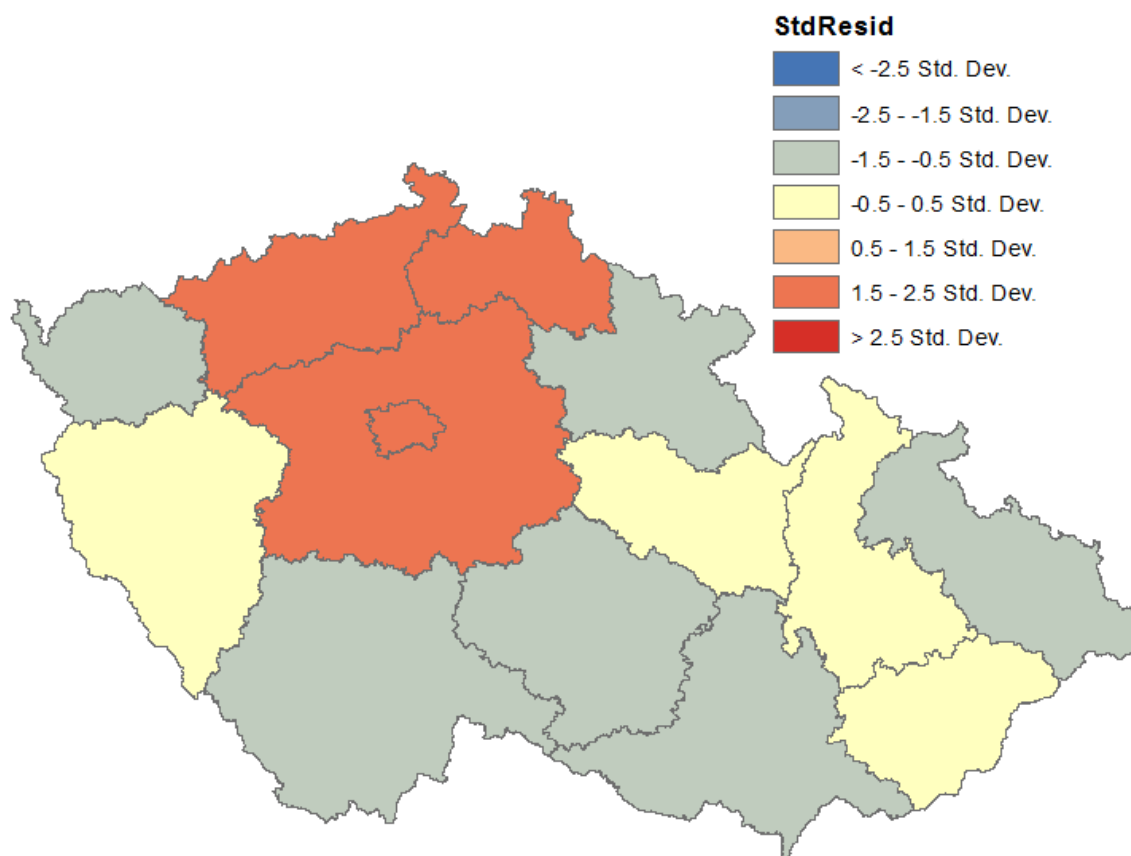 StdResid
< -2.5 Std. Dev.
-2.5 - -1.5 Std. Dev.
-1.5 - -0.5 Std. Dev.
-0.5 - 0.5 Std. Dev.
0.5 - 1.5 Std. Dev.
1.5 - 2.5 Std. Dev.
> 2.5 Std. Dev.